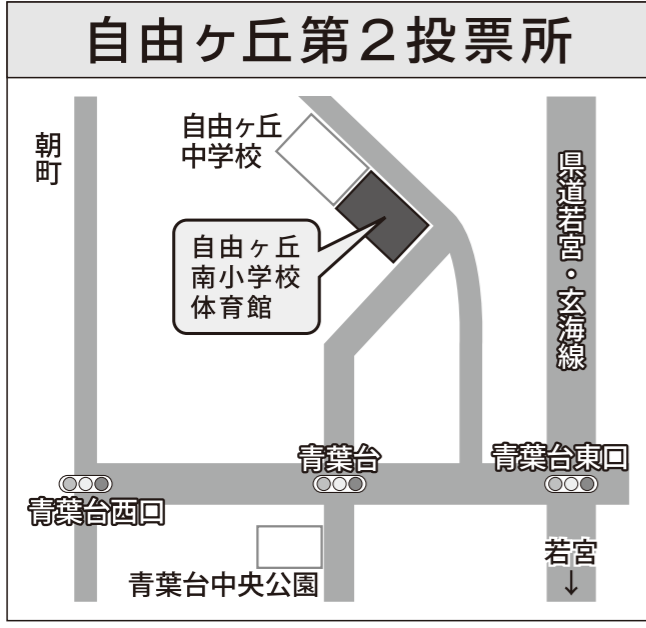 自由ヶ丘第2投票所
朝町
自由ヶ丘
中学校
県道若宮・玄海線
自由ヶ丘
南小学校
体育館
青葉台
青葉台東口
青葉台西口
若宮
↓
青葉台中央公園